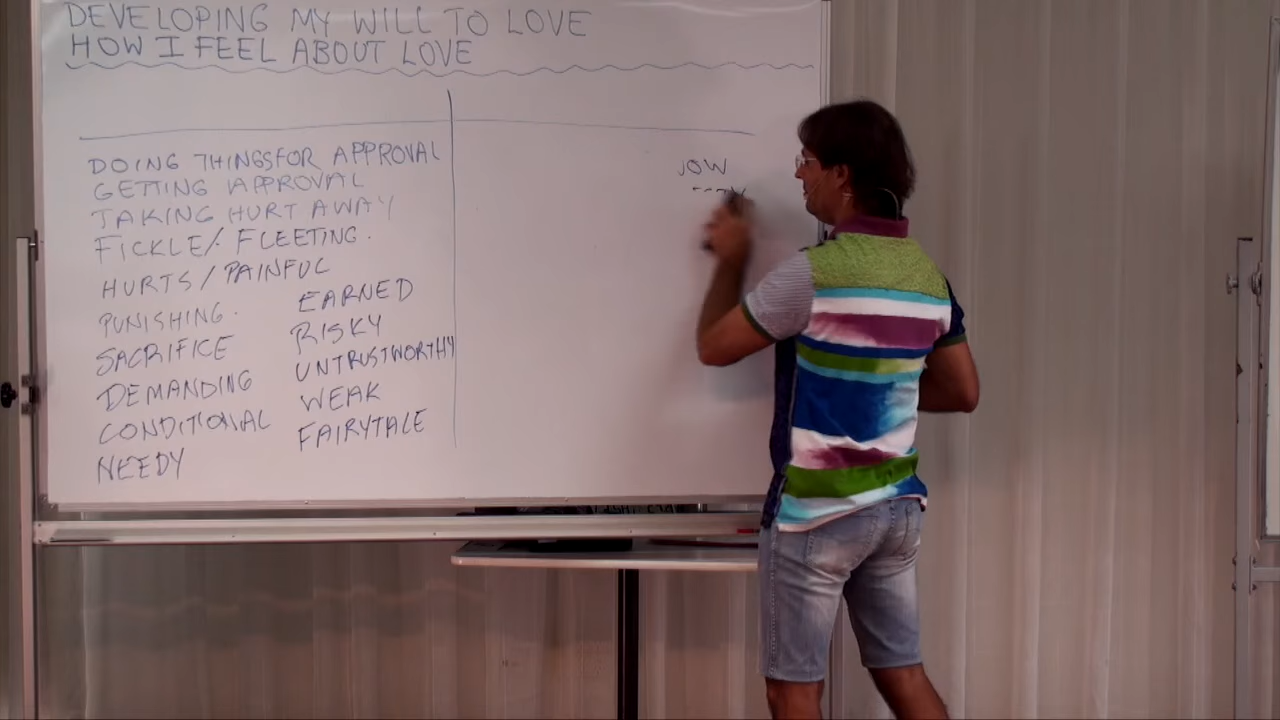 DEVELOPING MY WILL TO LOVE
HOW I FEEL ABOUT LOVE
DOING THINGS FOR APPROVAL
GETTING APPROVAL
TAKING HURT AWAY
FICKLE/ FLEETING.
HURTS / PAINFUL
PUNISHING.
SACRIFICE
DEMANDING
CONDITIONAL
NEEDY
EARNED
RISKY
UNTRUSTWORTHY
WEAK
FAIRYTALE